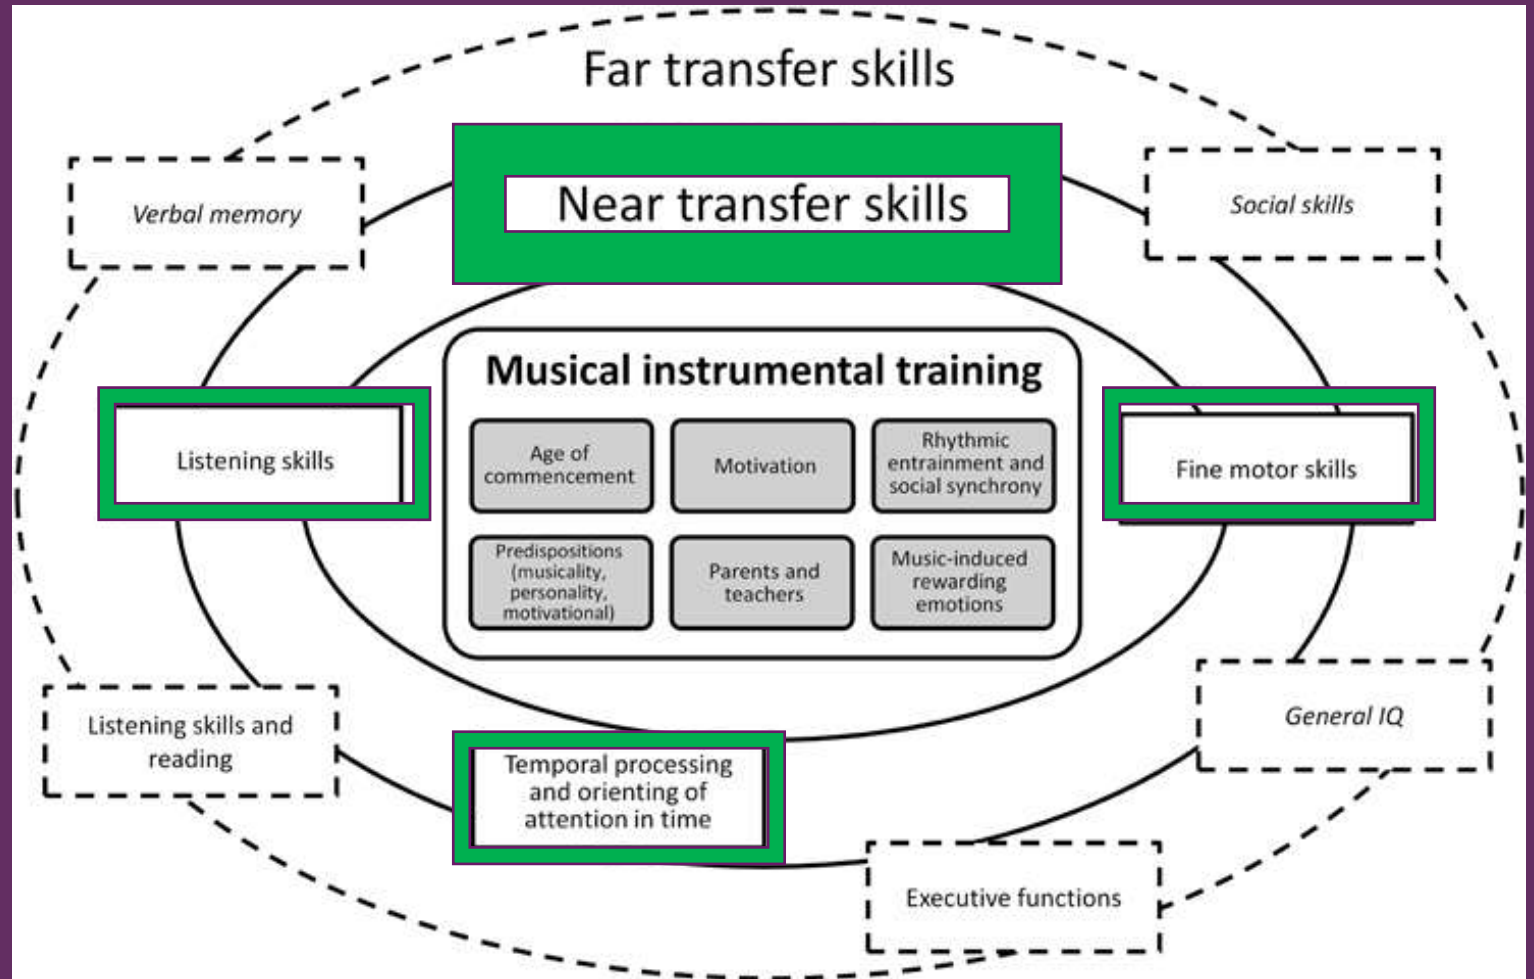 Far transfer skills
Near transfer skills
Verbal memory
Social skills
Musical instrumental training
Age of
commencement
Motivation
Rhythmic
entrainment and
social synchrony
Predispositions
(musicality,
personality,
motivational)
Parents and
teachers
Music-induced
rewarding
emotions
Listening skills
Fine motor skills
Listening skills and
reading
General IQ
Temporal processing
and orienting of
attention in time
Executive functions